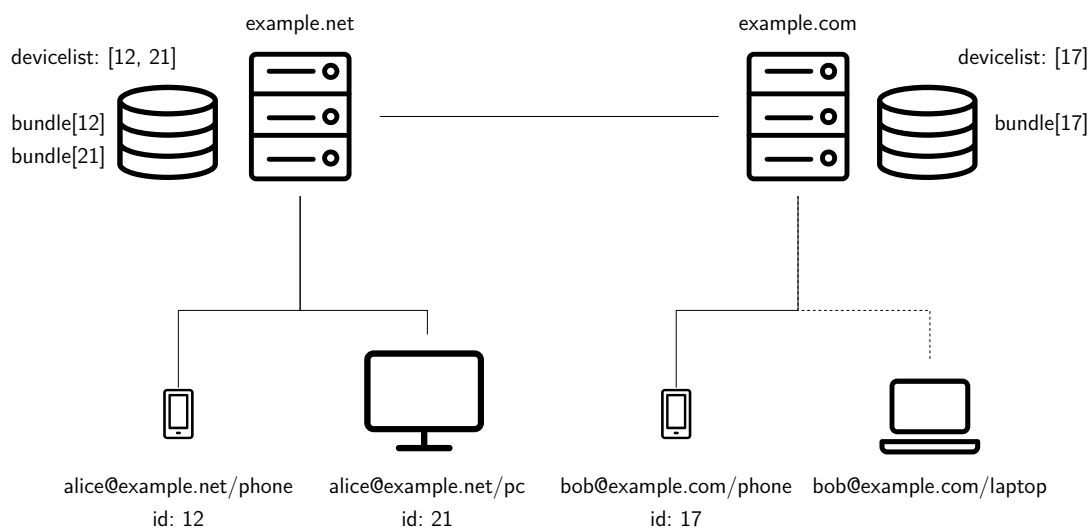 example.net
example.com
devicelist: [12, 21]
devicelist: [17]
bundle[12]
bundle[21]
bundle[17]
alice@example.net/phone
id: 12
alice@example.net/pc
id: 21
bob@example.com/phone
id: 17
bob@example.com/laptop